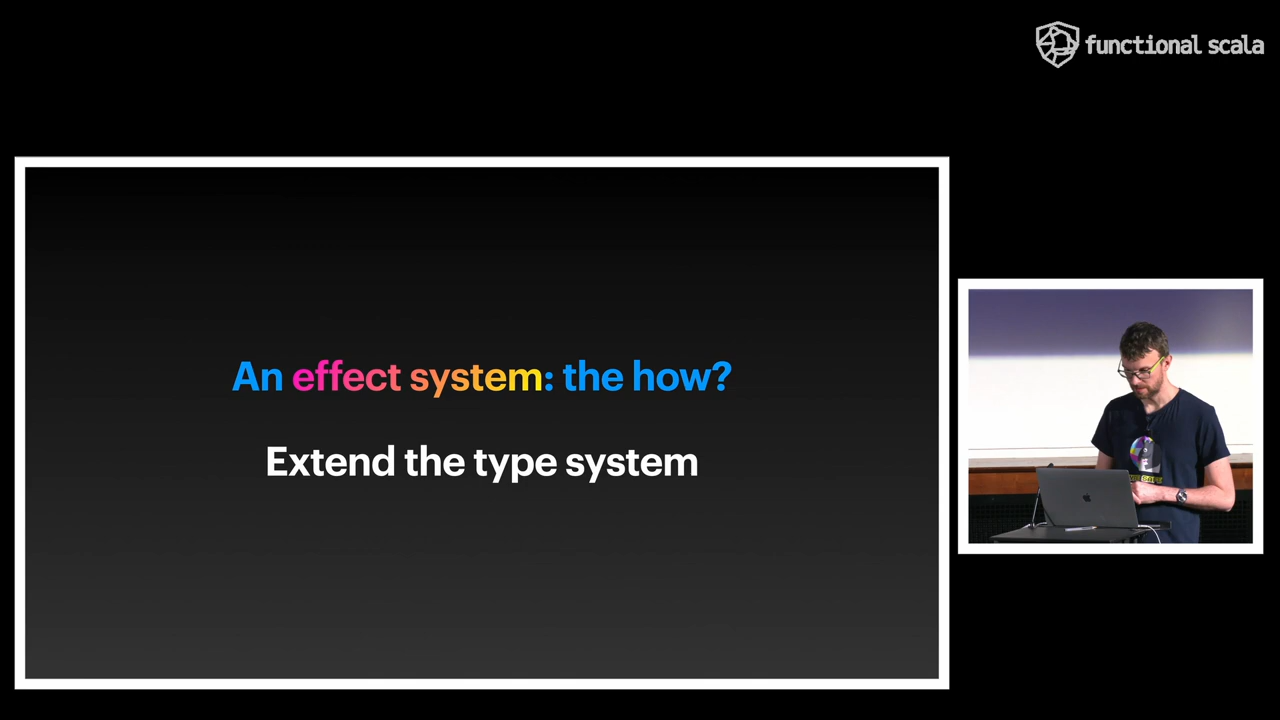 functional scala
An effect system: the how?
Extend the type system